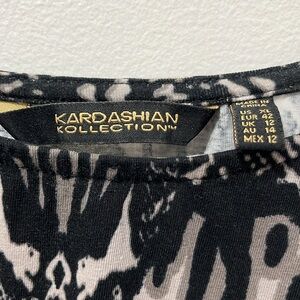 KARDASHIAN
KOLLECTION™
MADE IN
CHINA
US XL
EUR 42
UK 12
AU 14
MEX 12